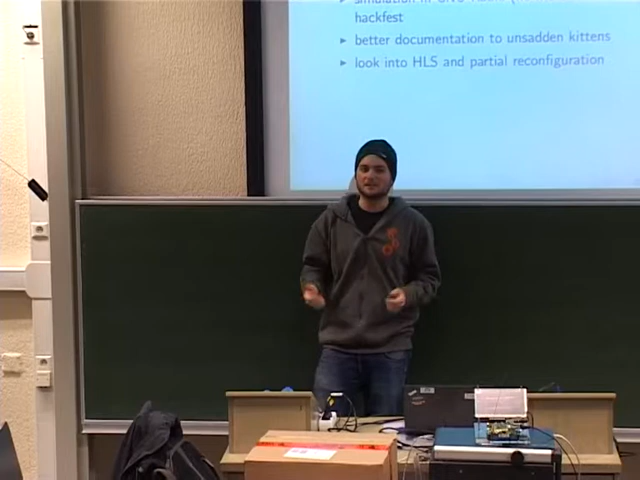 hackfest
► better documentation to unsadden kittens
► look into HLS and partial reconfiguration